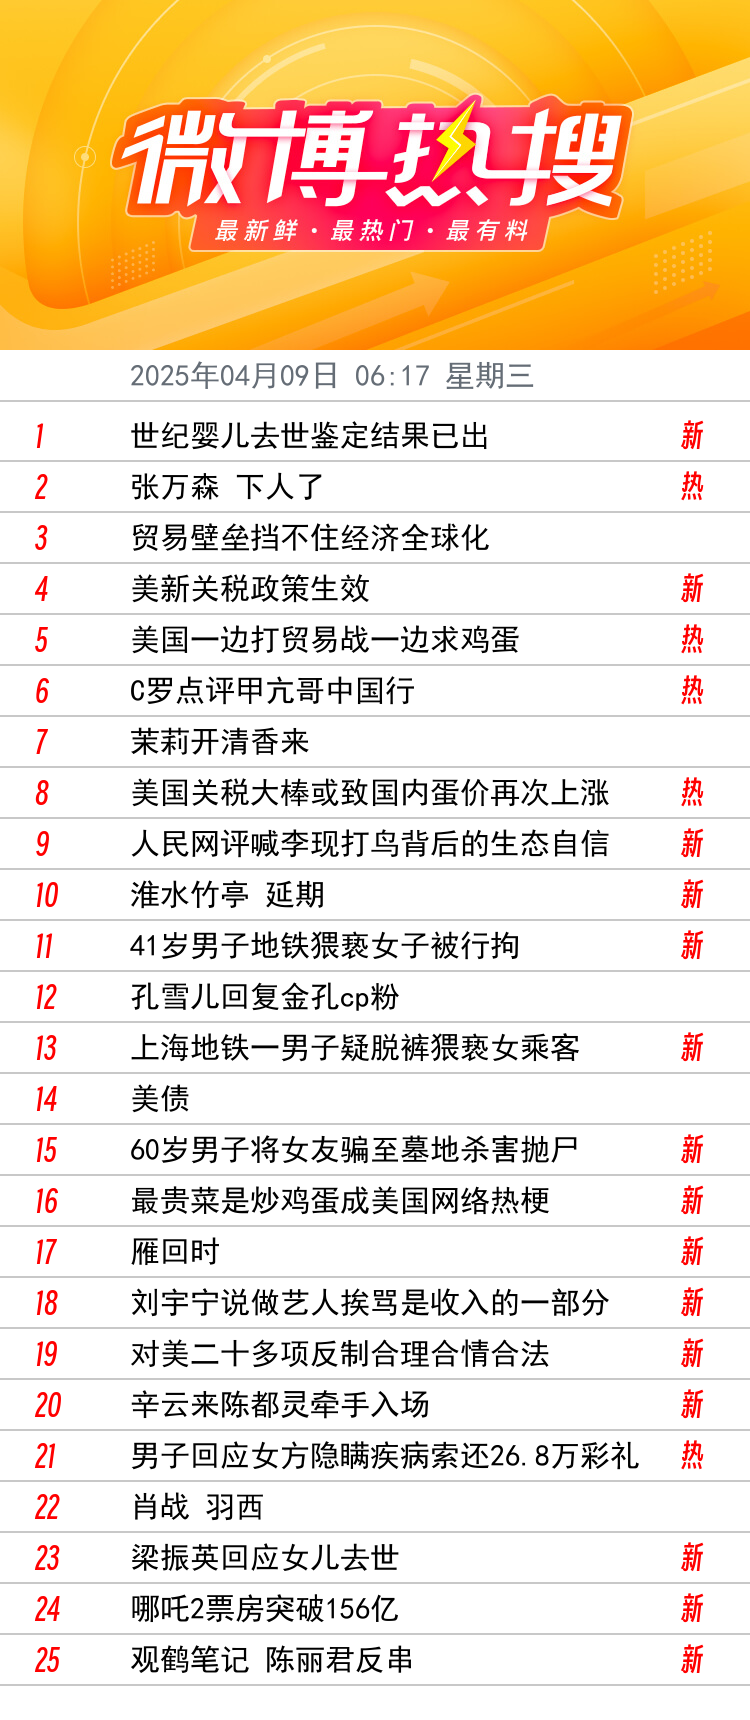 微博热搜
最新鲜·最热门·最有料
2025年04月09日 06:17 星期三
1 世纪婴儿去世鉴定结果已出 新
2 张万森 下人了 热
3 贸易壁垒挡不住经济全球化
4 美新关税政策生效 新
5 美国一边打贸易战一边求鸡蛋 热
6 C罗点评甲亢哥中国行 热
7 茉莉开清香来
8 美国关税大棒或致国内蛋价再次上涨 热
9 人民网评喊李现打鸟背后的生态自信 新
10 淮水竹亭 延期 新
11 41岁男子地铁猥亵女子被行拘 新
12 孔雪儿回复金孔cp粉
13 上海地铁一男子疑脱裤猥亵女乘客 新
14 美债
15 60岁男子将女友骗至墓地杀害抛尸 新
16 最贵菜是炒鸡蛋成美国网络热梗 新
17 雁回时 新
18 刘宇宁说做艺人挨骂是收入的一部分 新
19 对美二十多项反制合理合情合法 新
20 辛云来陈都灵牵手入场 新
21 男子回应女方隐瞒疾病索还26.8万彩礼 热
22 肖战 羽西
23 梁振英回应女儿去世 新
24 哪吒2票房突破156亿 新
25 观鹤笔记 陈丽君反串 新